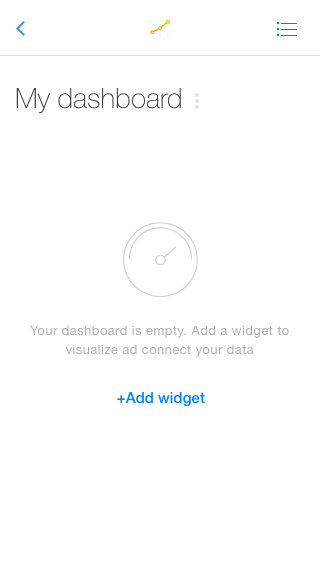 My dashboard
Your dashboard is empty. Add a widget to
visualize ad connect your data
+Add widget